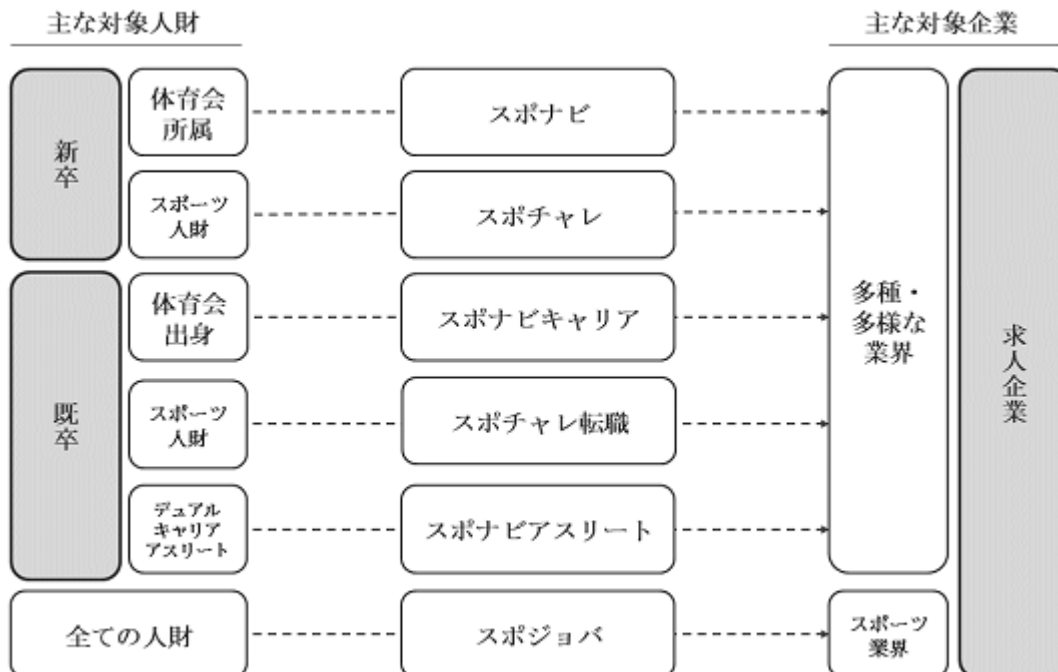 主な対象人財
主な対象企業
新卒
体育会
所属
スポナビ
スポーツ
人財
スポチャレ
既卒
体育会
出身
スポナビキャリア
スポーツ
人財
スポチャレ転職
デュアル
キャリア
アスリート
スポナビアスリート
多種・
多様な
業界
求人企業
全ての人財
スポジョバ
スポーツ
業界